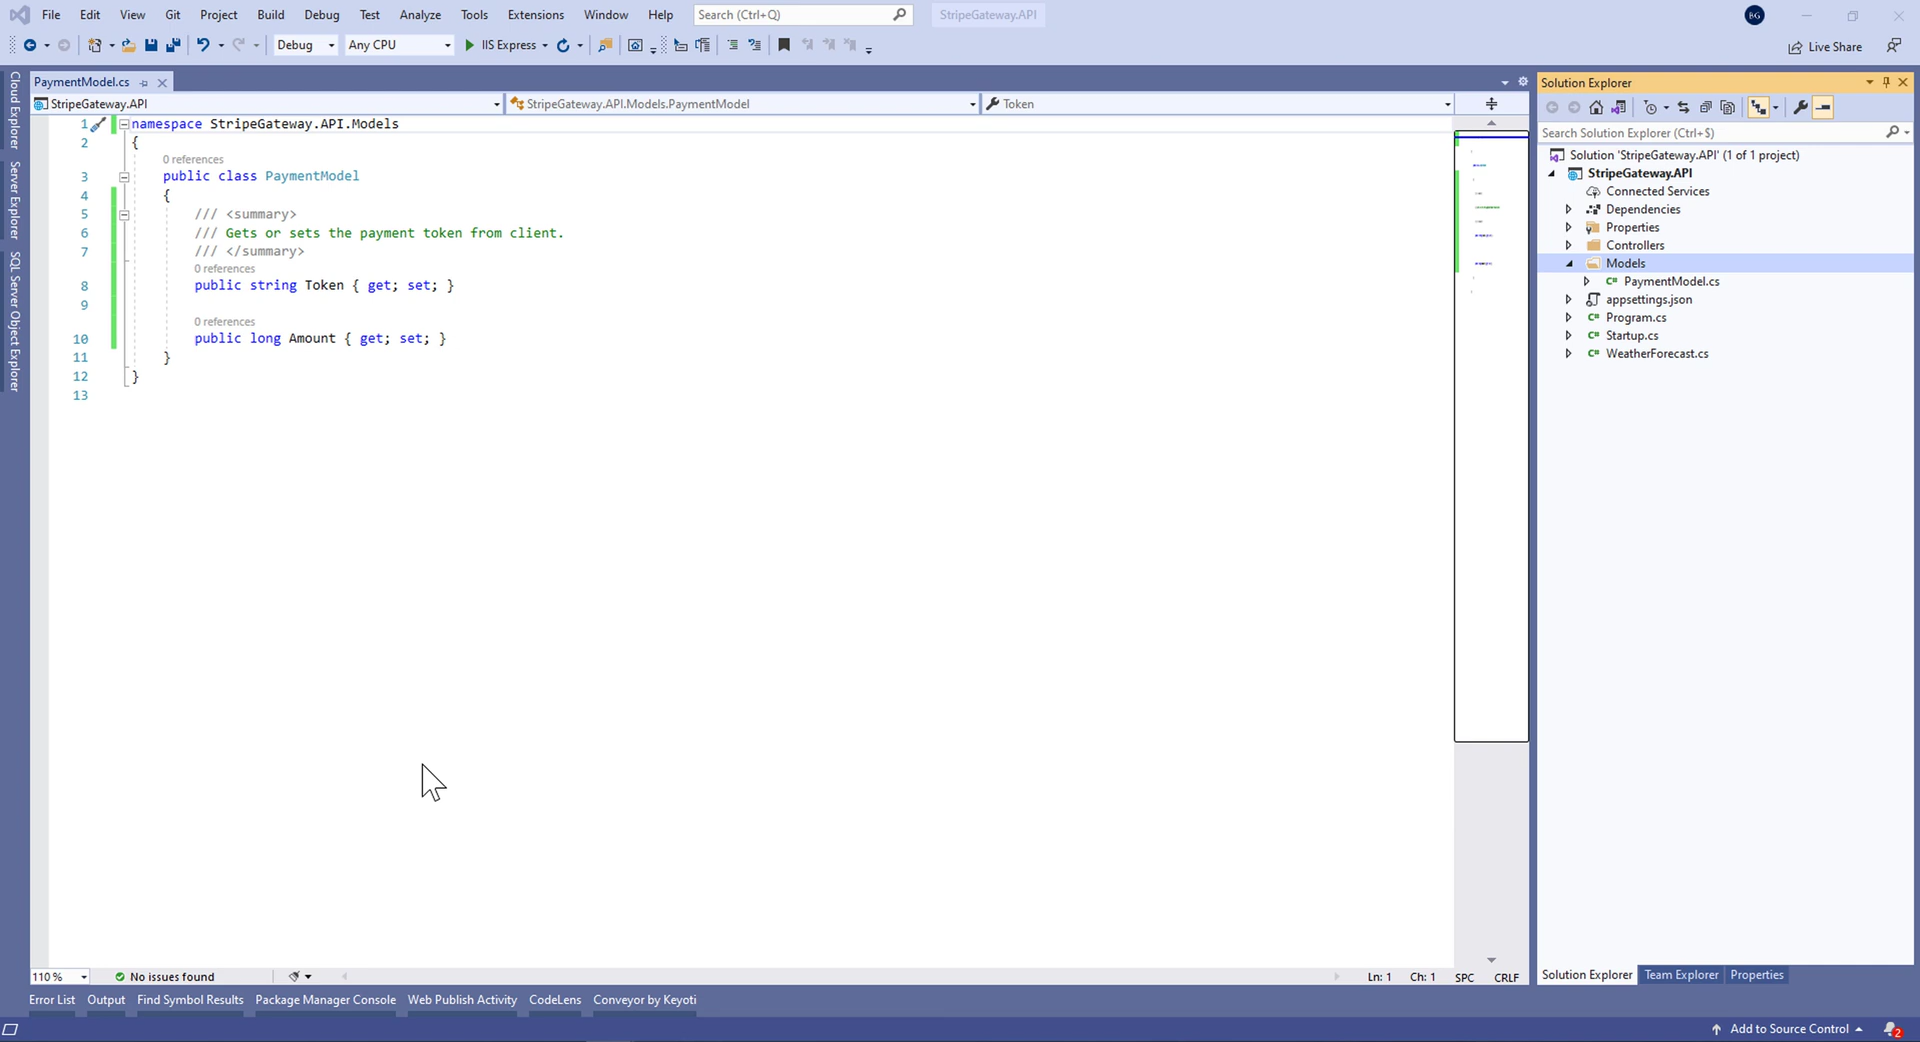 File Edit View Git Project Build Debug Test Analyze Tools Extensions Window Help Search (Ctrl+Q) StripeGateway.API BG
Debug Any CPU IIS Express Live Share
PaymentModel.cs
StripeGateway.API StripeGateway.API.Models.PaymentModel Token
Cloud Explorer
Server Explorer
SQL Server Object Explorer
1 namespace StripeGateway.API.Models
2 {
0 references
3 public class PaymentModel
4 {
5 /// <summary>
6 /// Gets or sets the payment token from client.
7 /// </summary>
0 references
8 public string Token { get; set; }
9
0 references
10 public long Amount { get; set; }
11 }
12 }
13
110 % No issues found Ln: 1 Ch: 1 SPC CRLF
Solution Explorer
Search Solution Explorer (Ctrl+$)
Solution 'StripeGateway.API' (1 of 1 project)
StripeGateway.API
Connected Services
Dependencies
Properties
Controllers
Models
C# PaymentModel.cs
appsettings.json
C# Program.cs
C# Startup.cs
C# WeatherForecast.cs
Solution Explorer Team Explorer Properties
Error List Output Find Symbol Results Package Manager Console Web Publish Activity CodeLens Conveyor by Keyoti
Add to Source Control 2